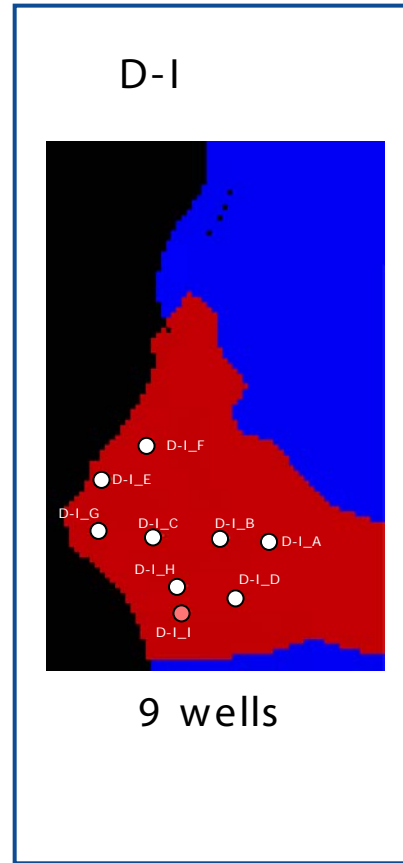 D-I
D-I_F
D-I_E
D-I_G
D-I_C
D-I_B
D-I_A
D-I_H
D-I_D
D-I_I
9 wells